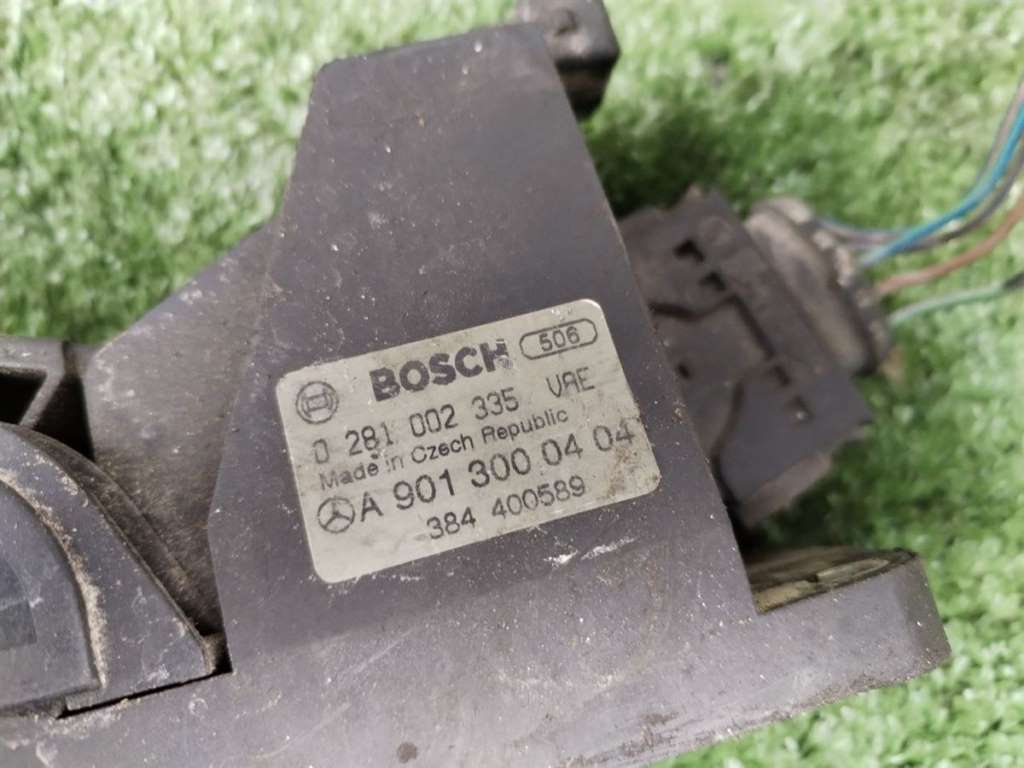 BOSCH 506
0 281 002 335 VAE
Made in Czech Republic
A 901 300 04 04
384 400589